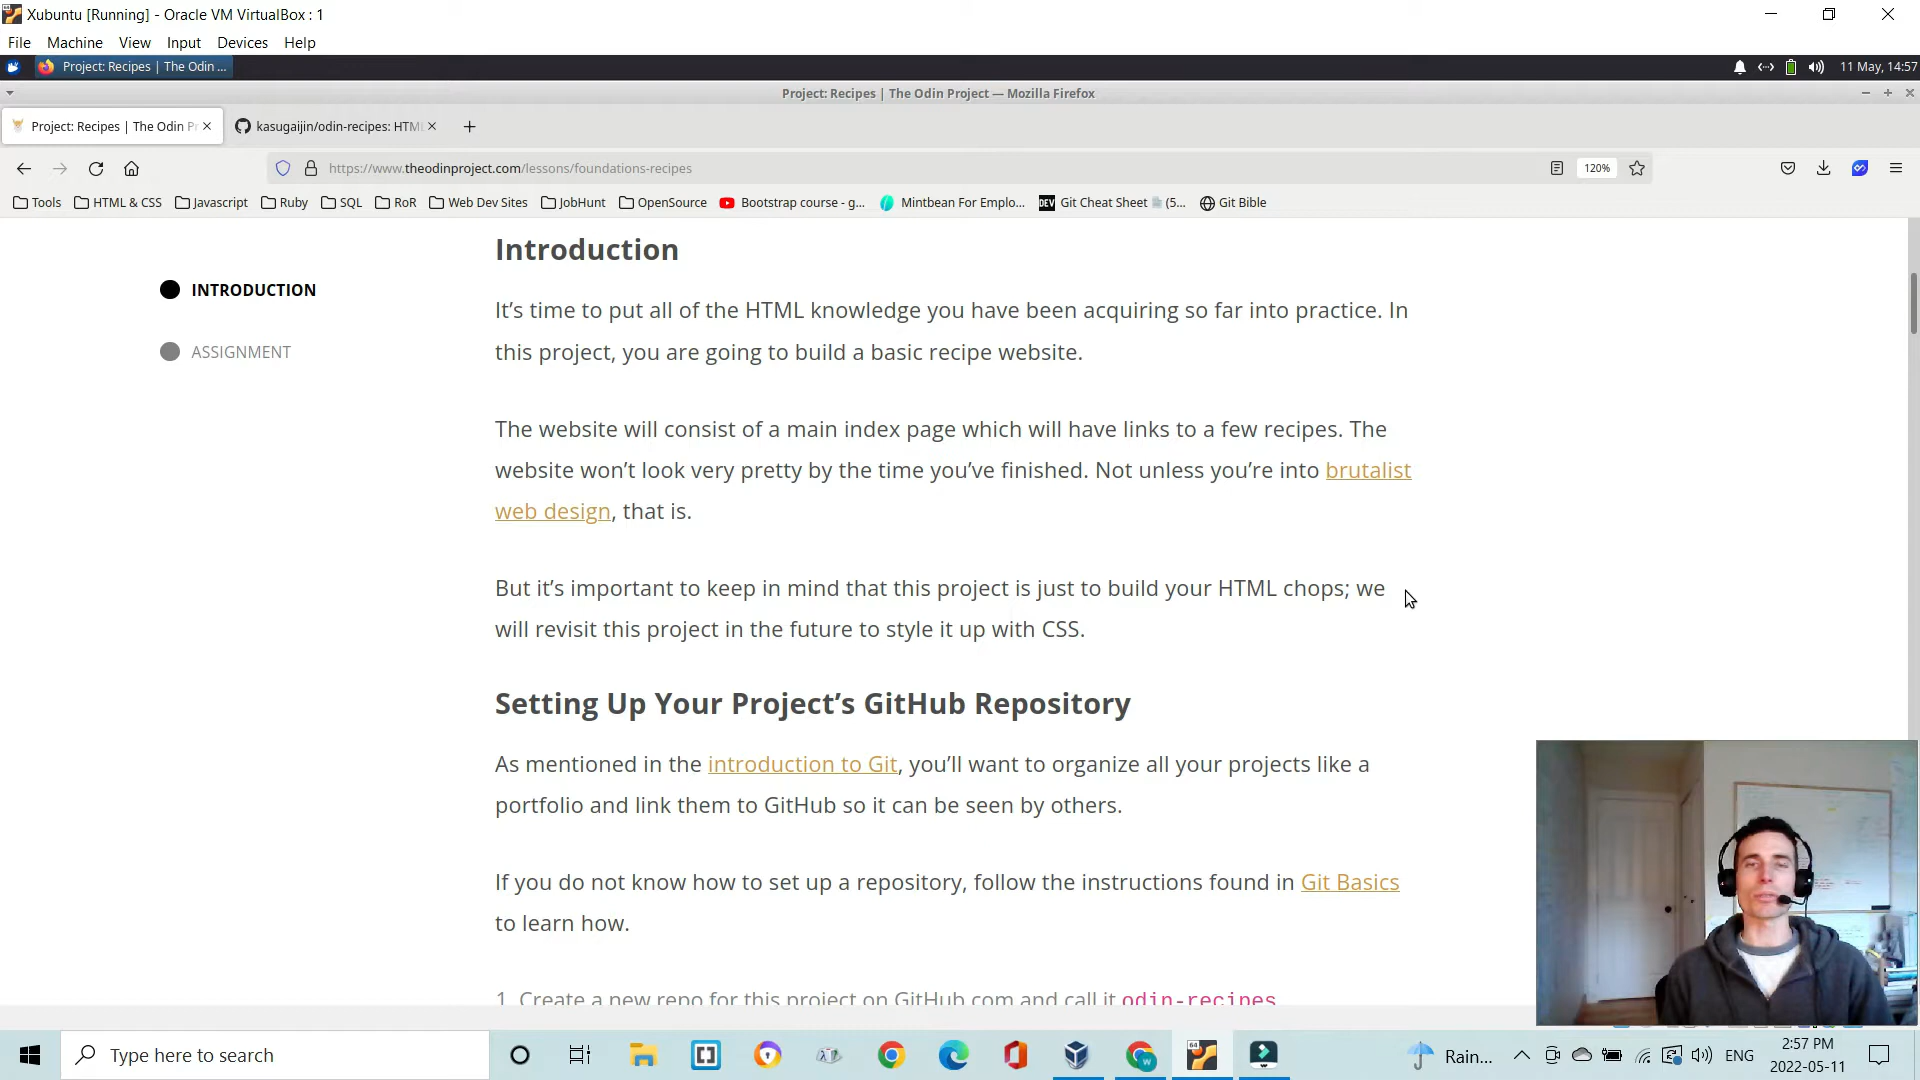 Xubuntu [Running] - Oracle VM VirtualBox : 1
File Machine View Input Devices Help
Project: Recipes | The Odin ...
11 May, 14:57
Project: Recipes | The Odin Project — Mozilla Firefox
Project: Recipes | The Odin Pr
kasugaijin/odin-recipes: HTM
https://www.theodinproject.com/lessons/foundations-recipes
120%
Tools HTML & CSS Javascript Ruby SQL RoR Web Dev Sites JobHunt OpenSource Bootstrap course - g... Mintbean For Emplo... DEV Git Cheat Sheet (5... Git Bible
INTRODUCTION
ASSIGNMENT
Introduction
It’s time to put all of the HTML knowledge you have been acquiring so far into practice. In
this project, you are going to build a basic recipe website.
The website will consist of a main index page which will have links to a few recipes. The
website won’t look very pretty by the time you’ve finished. Not unless you’re into brutalist
web design, that is.
But it’s important to keep in mind that this project is just to build your HTML chops; we
will revisit this project in the future to style it up with CSS.
Setting Up Your Project’s GitHub Repository
As mentioned in the introduction to Git, you’ll want to organize all your projects like a
portfolio and link them to GitHub so it can be seen by others.
If you do not know how to set up a repository, follow the instructions found in Git Basics
to learn how.
1. Create a new repo for this project on GitHub.com and call it odin-recipes
Type here to search
Rain...
ENG
2:57 PM
2022-05-11